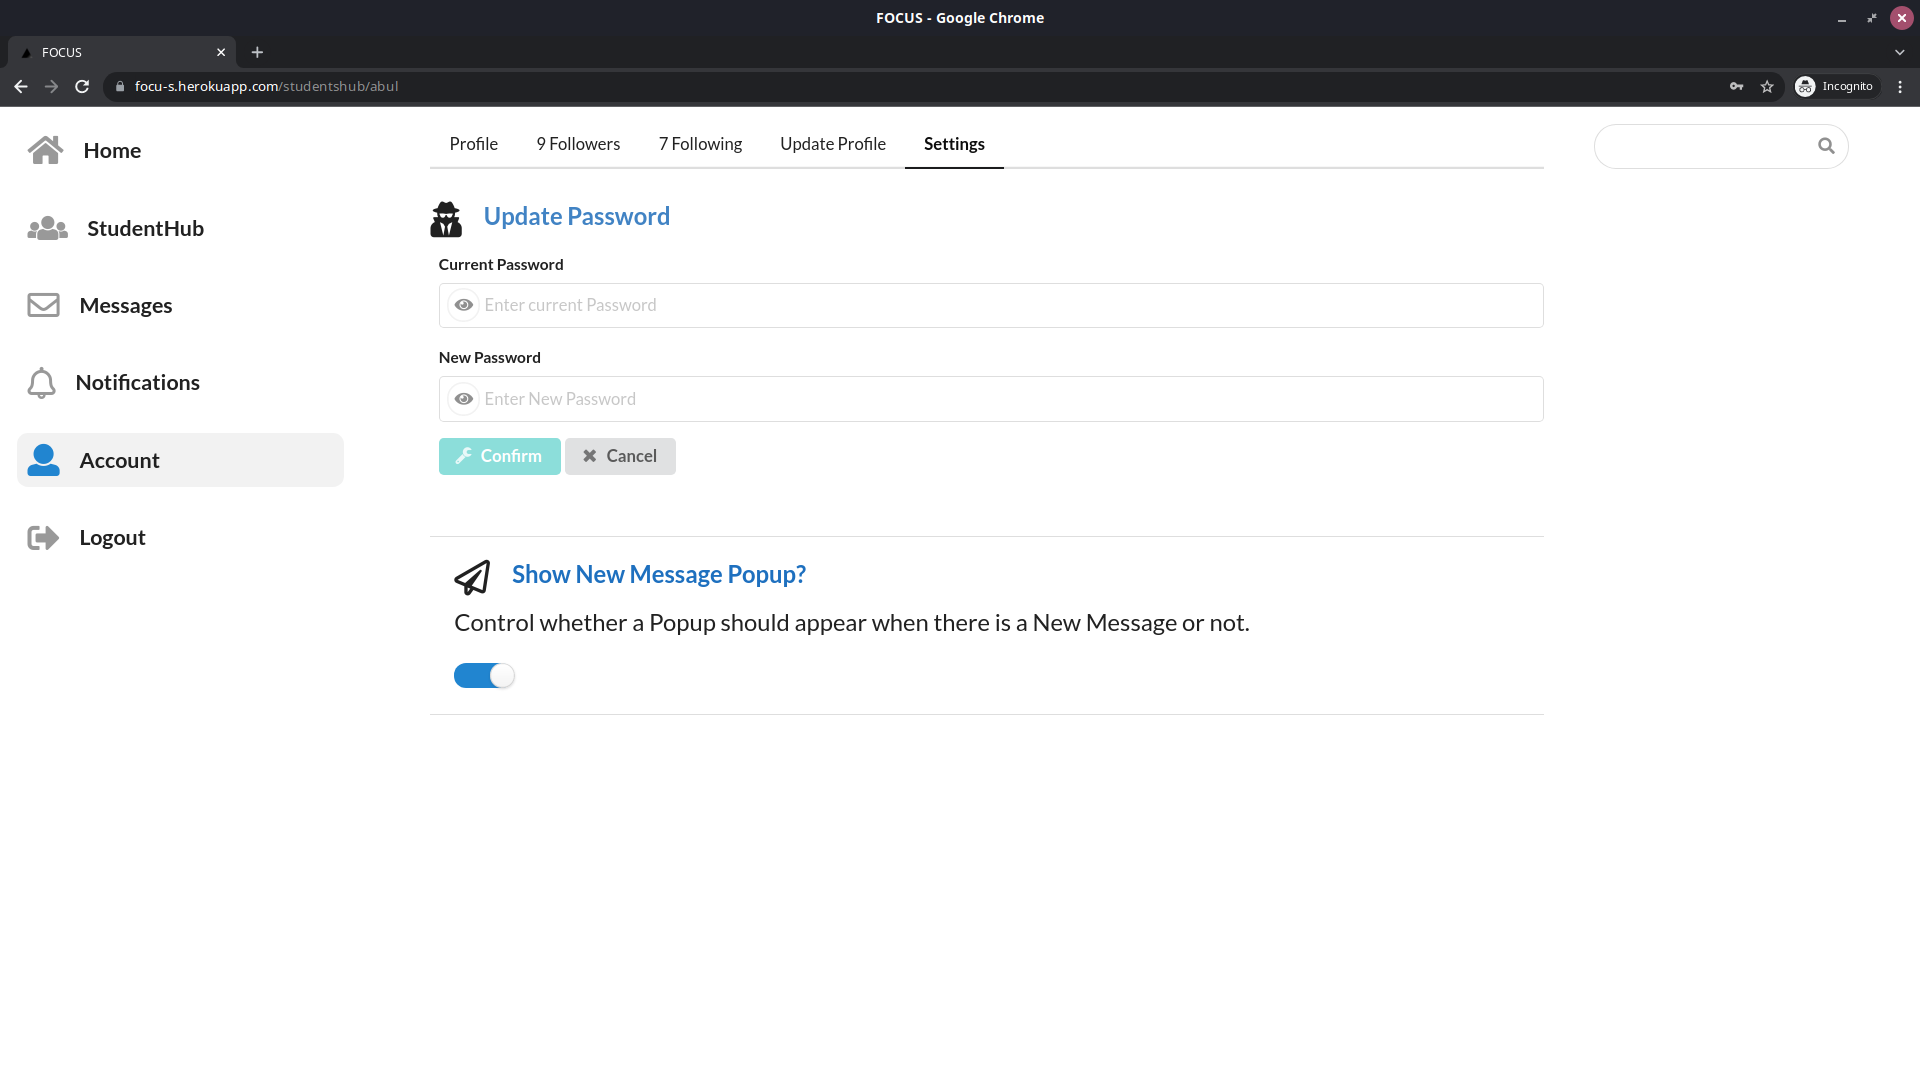 FOCUS - Google Chrome
FOCUS
focu-s.herokuapp.com/studentshub/abul
Incognito
Home
StudentHub
Messages
Notifications
Account
Logout
Profile
9 Followers
7 Following
Update Profile
Settings
Update Password
Current Password
Enter current Password
New Password
Enter New Password
Confirm
Cancel
Show New Message Popup?
Control whether a Popup should appear when there is a New Message or not.